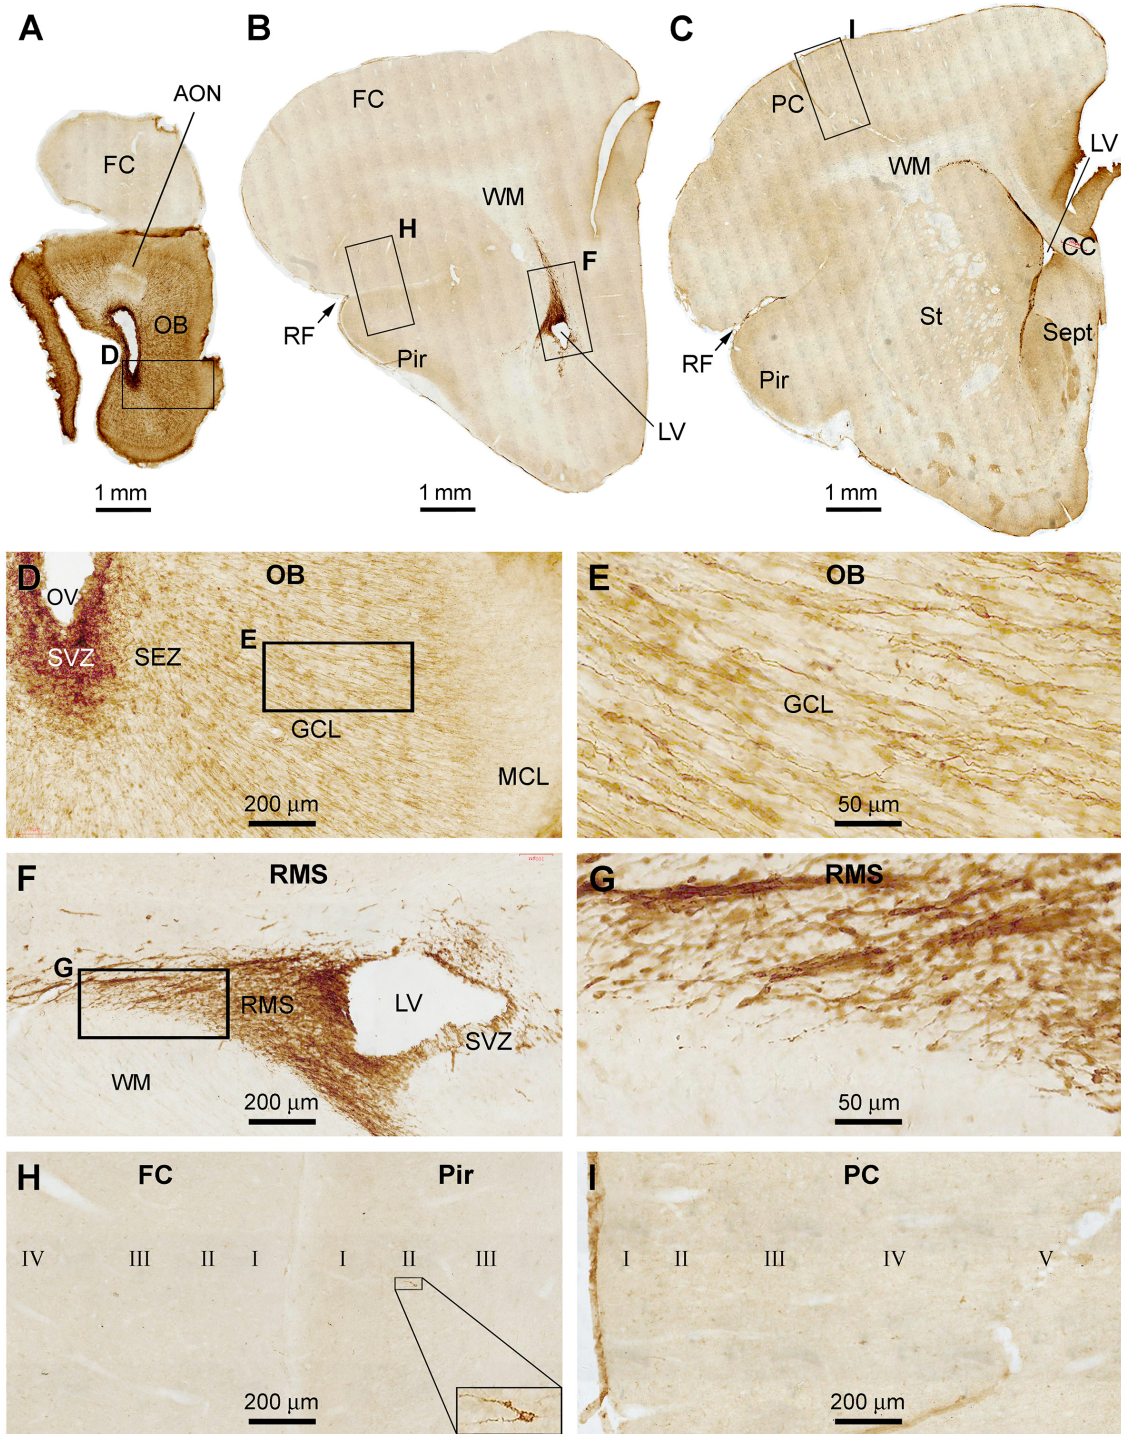 A
AON
FC
OB
D
1 mm
B
FC
WM
H
F
RF
Pir
LV
1 mm
C
I
PC
LV
WM
CC
St
Sept
RF
Pir
1 mm
D
OB
OV
SVZ
SEZ
E
GCL
MCL
200 μm
E
OB
GCL
50 μm
F
RMS
G
RMS
LV
SVZ
WM
200 μm
G
RMS
50 μm
H
FC
Pir
IV III II I I II III
200 μm
I
PC
I II III IV V
200 μm